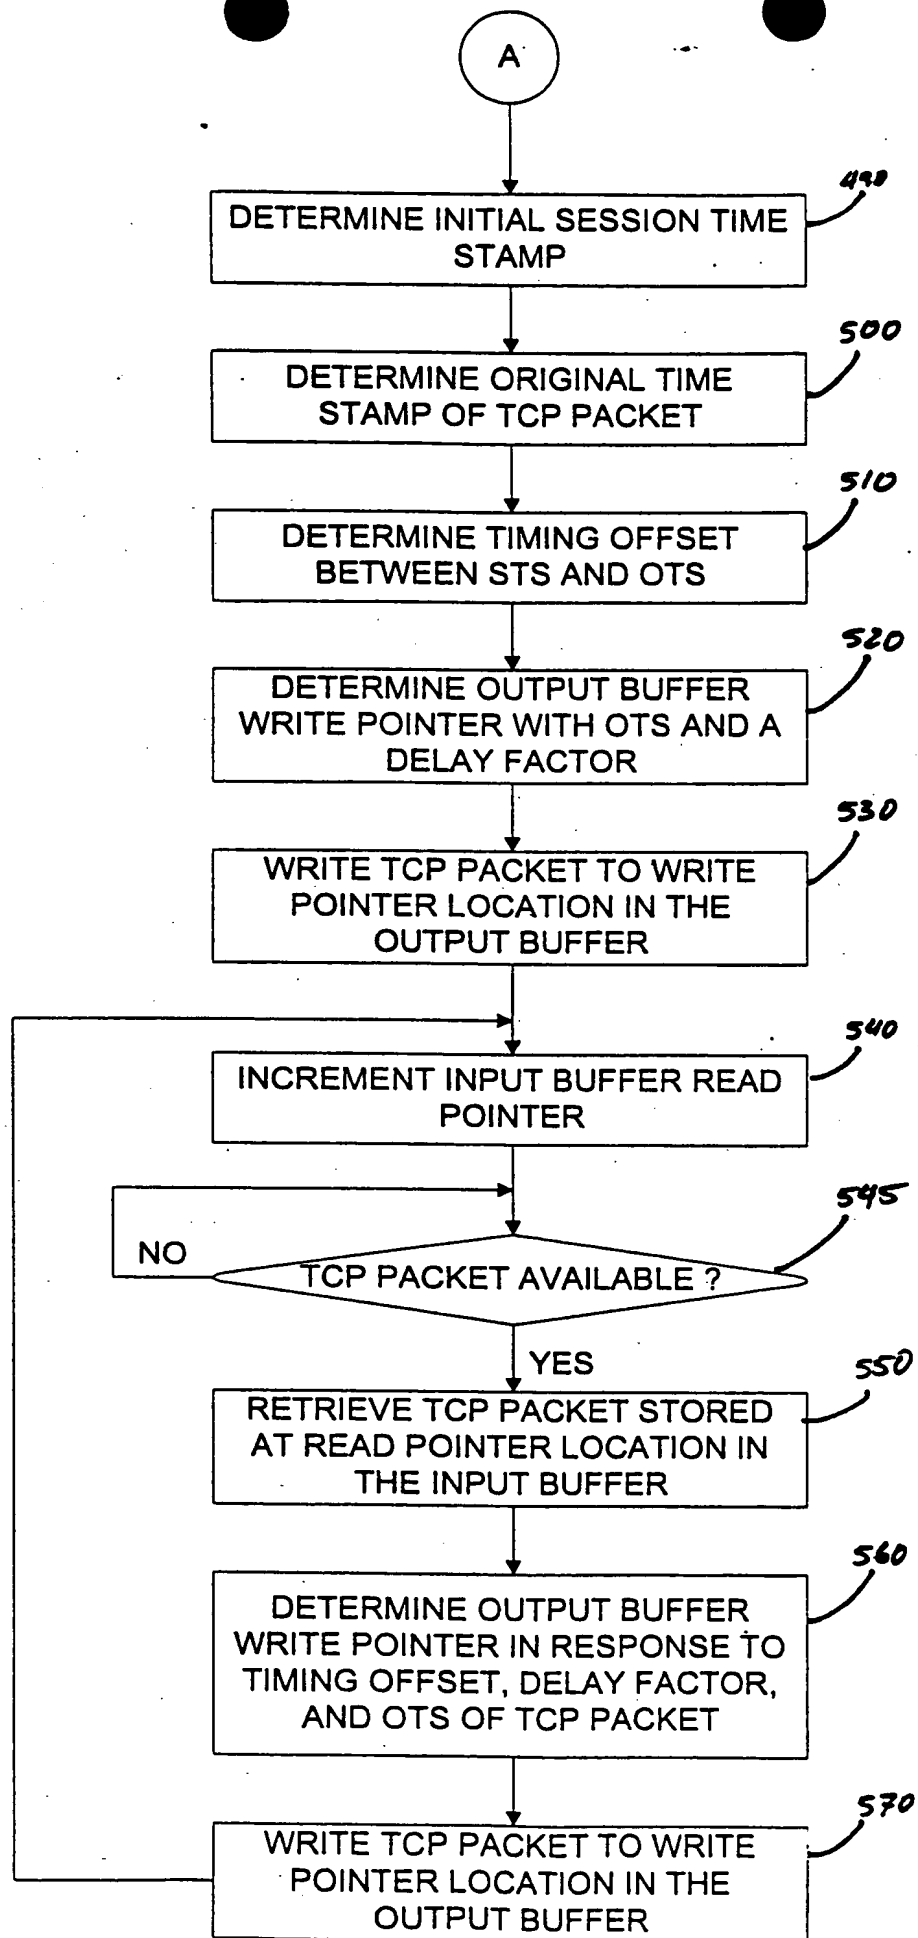 A
490
DETERMINE INITIAL SESSION TIME
STAMP
500
DETERMINE ORIGINAL TIME
STAMP OF TCP PACKET
510
DETERMINE TIMING OFFSET
BETWEEN STS AND OTS
520
DETERMINE OUTPUT BUFFER
WRITE POINTER WITH OTS AND A
DELAY FACTOR
530
WRITE TCP PACKET TO WRITE
POINTER LOCATION IN THE
OUTPUT BUFFER
540
INCREMENT INPUT BUFFER READ
POINTER
545
NO
TCP PACKET AVAILABLE ?
YES
550
RETRIEVE TCP PACKET STORED
AT READ POINTER LOCATION IN
THE INPUT BUFFER
560
DETERMINE OUTPUT BUFFER
WRITE POINTER IN RESPONSE TO
TIMING OFFSET, DELAY FACTOR,
AND OTS OF TCP PACKET
570
WRITE TCP PACKET TO WRITE
POINTER LOCATION IN THE
OUTPUT BUFFER